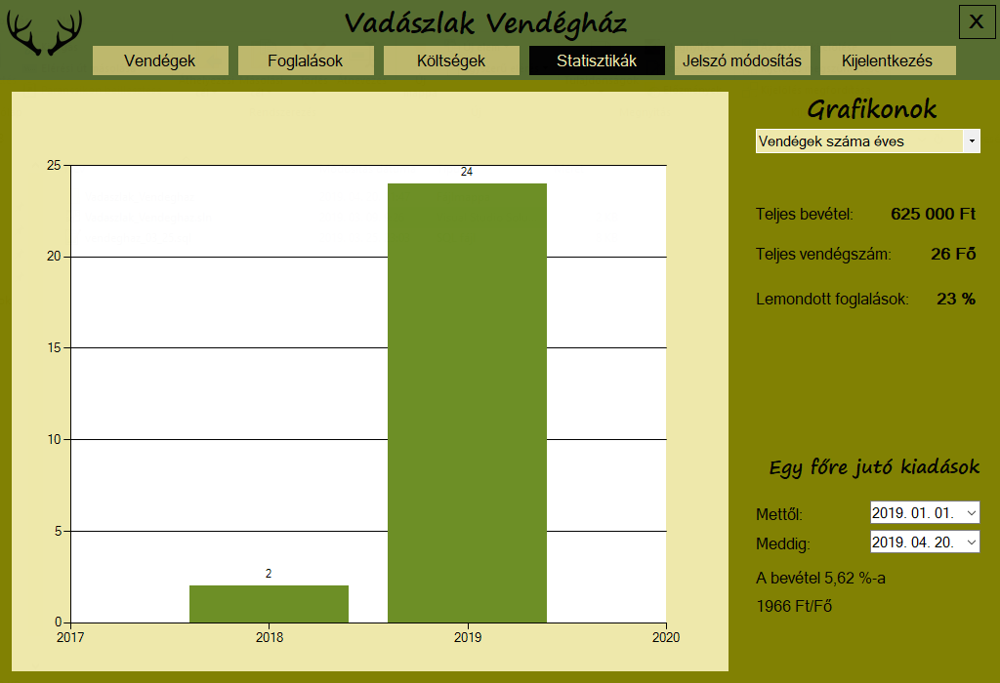 Vadászlak Vendégház
X
Vendégek Foglalások Költségek Statisztikák Jelszó módosítás Kijelentkezés
Grafikonok
Vendégek száma éves
25
24
20
15
10
5
2
0
2017 2018 2019 2020
Teljes bevétel: 625 000 Ft
Teljes vendégszám: 26 Fő
Lemondott foglalások: 23 %
Egy főre jutó kiadások
Mettől: 2019. 01. 01.
Meddig: 2019. 04. 20.
A bevétel 5,62 %-a
1966 Ft/Fő